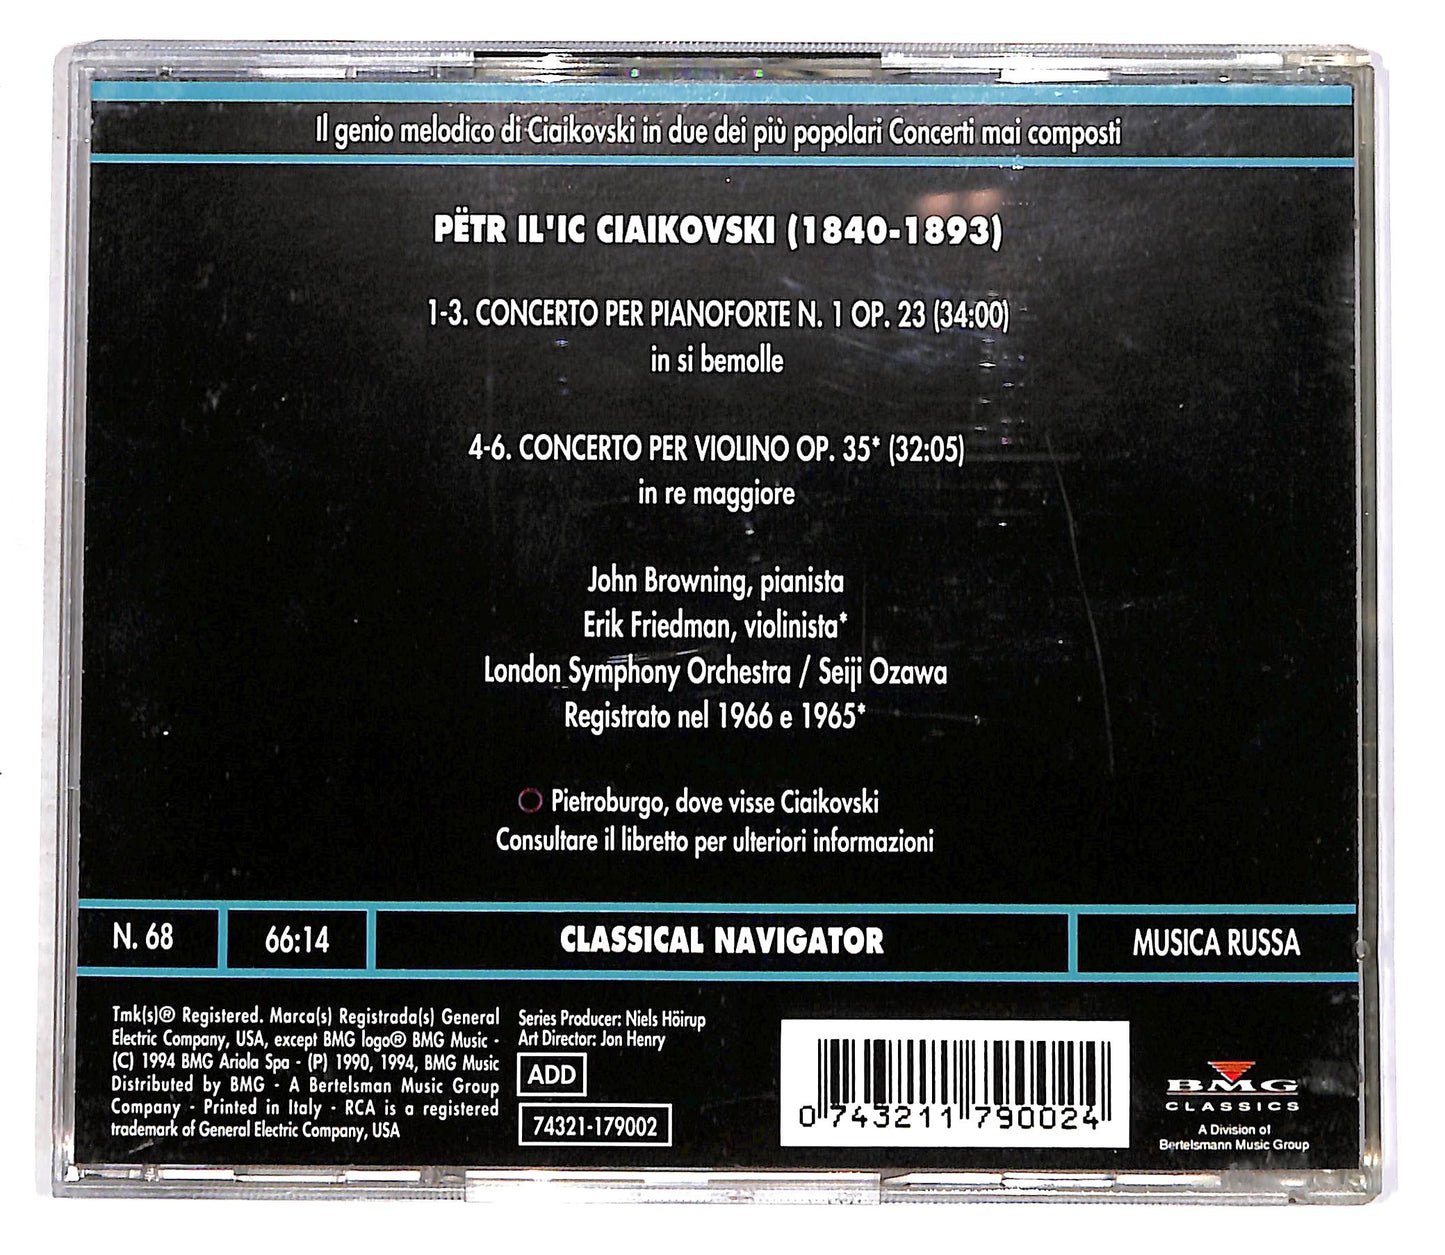 Il genio melodico di Ciaikovski in due dei più popolari Concerti mai composti
PËTR IL'IC CIAIKOVSKI (1840-1893)
1-3. CONCERTO PER PIANOFORTE N. 1 OP. 23 (34:00)
in si bemolle
4-6. CONCERTO PER VIOLINO OP. 35* (32:05)
in re maggiore
John Browning, pianista
Erik Friedman, violinista*
London Symphony Orchestra / Seiji Ozawa
Registrato nel 1966 e 1965*
Pietroburgo, dove visse Ciaikovski
Consultare il libretto per ulteriori informazioni
N. 68
66:14
CLASSICAL NAVIGATOR
MUSICA RUSSA
Tmk(s)® Registered. Marca(s) Registrada(s) General
Electric Company, USA, except BMG logo® BMG Music -
(C) 1994 BMG Ariola Spa - (P) 1990, 1994, BMG Music
Distributed by BMG - A Bertelsman Music Group
Company - Printed in Italy - RCA is a registered
trademark of General Electric Company, USA
Series Producer: Niels Höirup
Art Director: Jon Henry
ADD
74321-179002
0 743211 790024
BMG
CLASSICS
A Division of
Bertelsmann Music Group